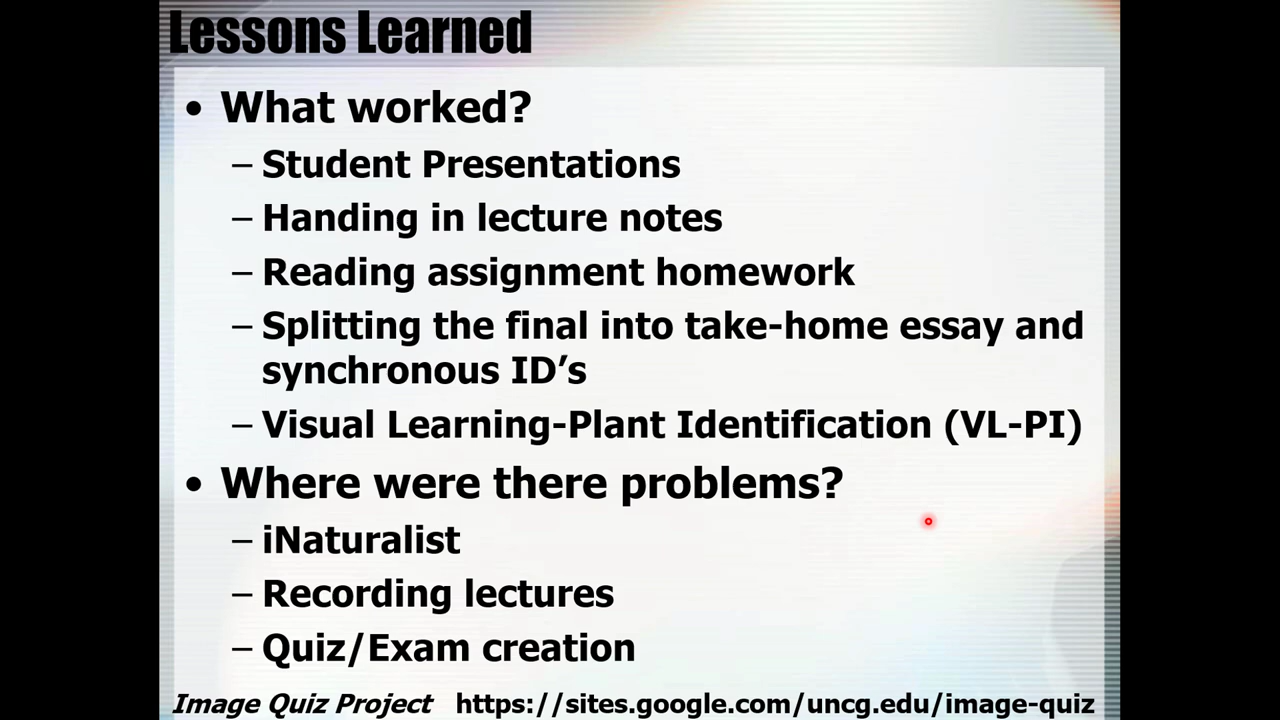 Lessons Learned
• What worked?
– Student Presentations
– Handing in lecture notes
– Reading assignment homework
– Splitting the final into take-home essay and
synchronous ID’s
– Visual Learning-Plant Identification (VL-PI)
• Where were there problems?
– iNaturalist
– Recording lectures
– Quiz/Exam creation
Image Quiz Project https://sites.google.com/uncg.edu/image-quiz